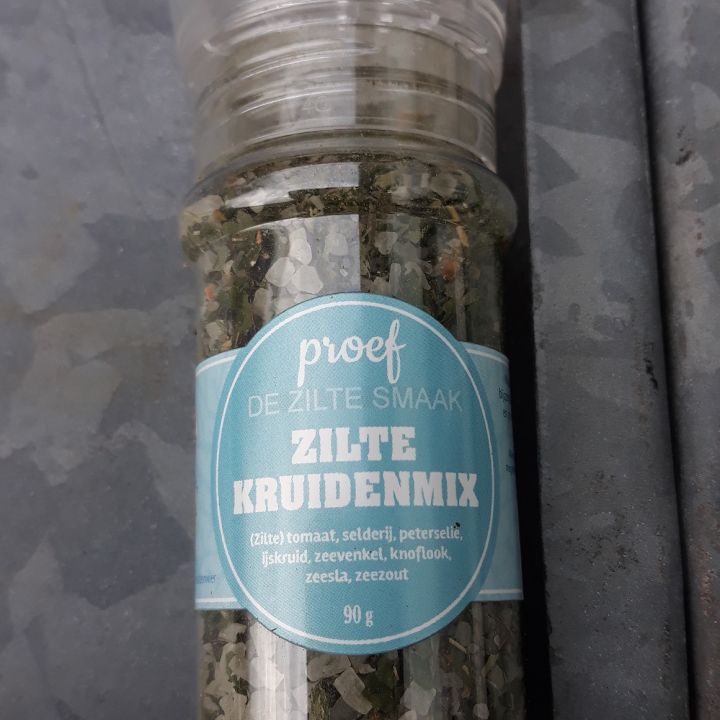 proef
DE ZILTE SMAAK
ZILTE
KRUIDENMIX
(Zilte) tomaat, selderij, peterselie,
ijskruid, zeevenkel, knoflook,
zeesla, zeezout
90 g